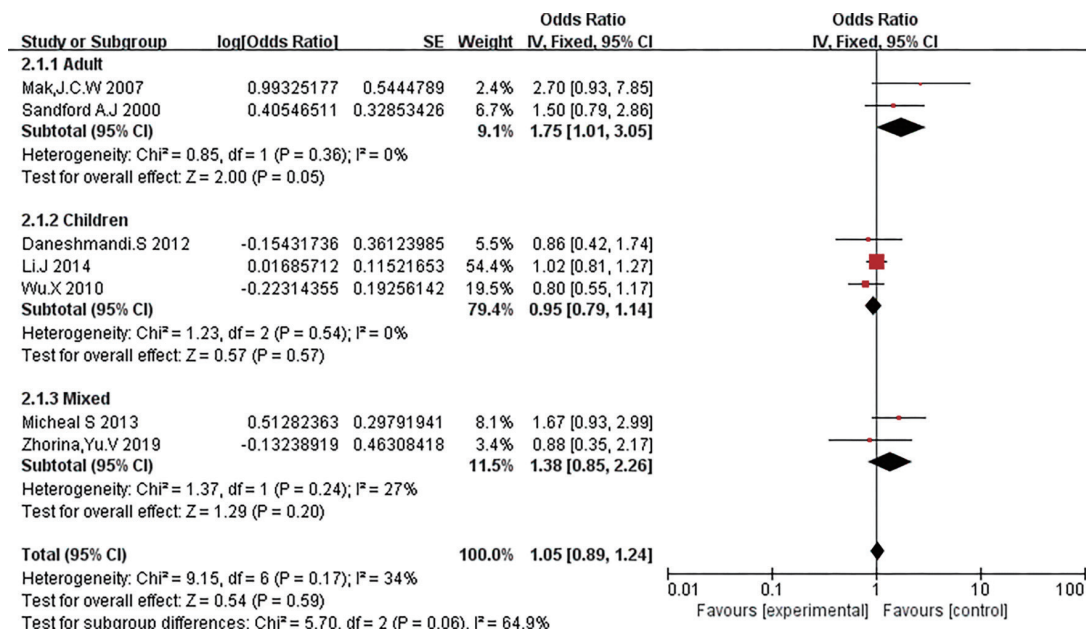 Odds Ratio Odds Ratio
Study or Subgroup log[Odds Ratio] SE Weight IV, Fixed, 95% CI IV, Fixed, 95% CI
2.1.1 Adult
Mak,J.C.W 2007 0.99325177 0.5444789 2.4% 2.70 [0.93, 7.85]
Sandford A.J 2000 0.40546511 0.32853426 6.7% 1.50 [0.79, 2.86]
Subtotal (95% CI) 9.1% 1.75 [1.01, 3.05]
Heterogeneity: Chi² = 0.85, df = 1 (P = 0.36); I² = 0%
Test for overall effect: Z = 2.00 (P = 0.05)
2.1.2 Children
Daneshmandi.S 2012 -0.15431736 0.36123985 5.5% 0.86 [0.42, 1.74]
Li.J 2014 0.01685712 0.11521653 54.4% 1.02 [0.81, 1.27]
Wu.X 2010 -0.22314355 0.19256142 19.5% 0.80 [0.55, 1.17]
Subtotal (95% CI) 79.4% 0.95 [0.79, 1.14]
Heterogeneity: Chi² = 1.23, df = 2 (P = 0.54); I² = 0%
Test for overall effect: Z = 0.57 (P = 0.57)
2.1.3 Mixed
Micheal S 2013 0.51282363 0.29791941 8.1% 1.67 [0.93, 2.99]
Zhorina,Yu.V 2019 -0.13238919 0.46308418 3.4% 0.88 [0.35, 2.17]
Subtotal (95% CI) 11.5% 1.38 [0.85, 2.26]
Heterogeneity: Chi² = 1.37, df = 1 (P = 0.24); I² = 27%
Test for overall effect: Z = 1.29 (P = 0.20)
Total (95% CI) 100.0% 1.05 [0.89, 1.24]
Heterogeneity: Chi² = 9.15, df = 6 (P = 0.17); I² = 34%
Test for overall effect: Z = 0.54 (P = 0.59)
Test for subgroup differences: Chi² = 5.70, df = 2 (P = 0.06), I² = 64.9%
0.01 0.1 1 10 100
Favours [experimental] Favours [control]